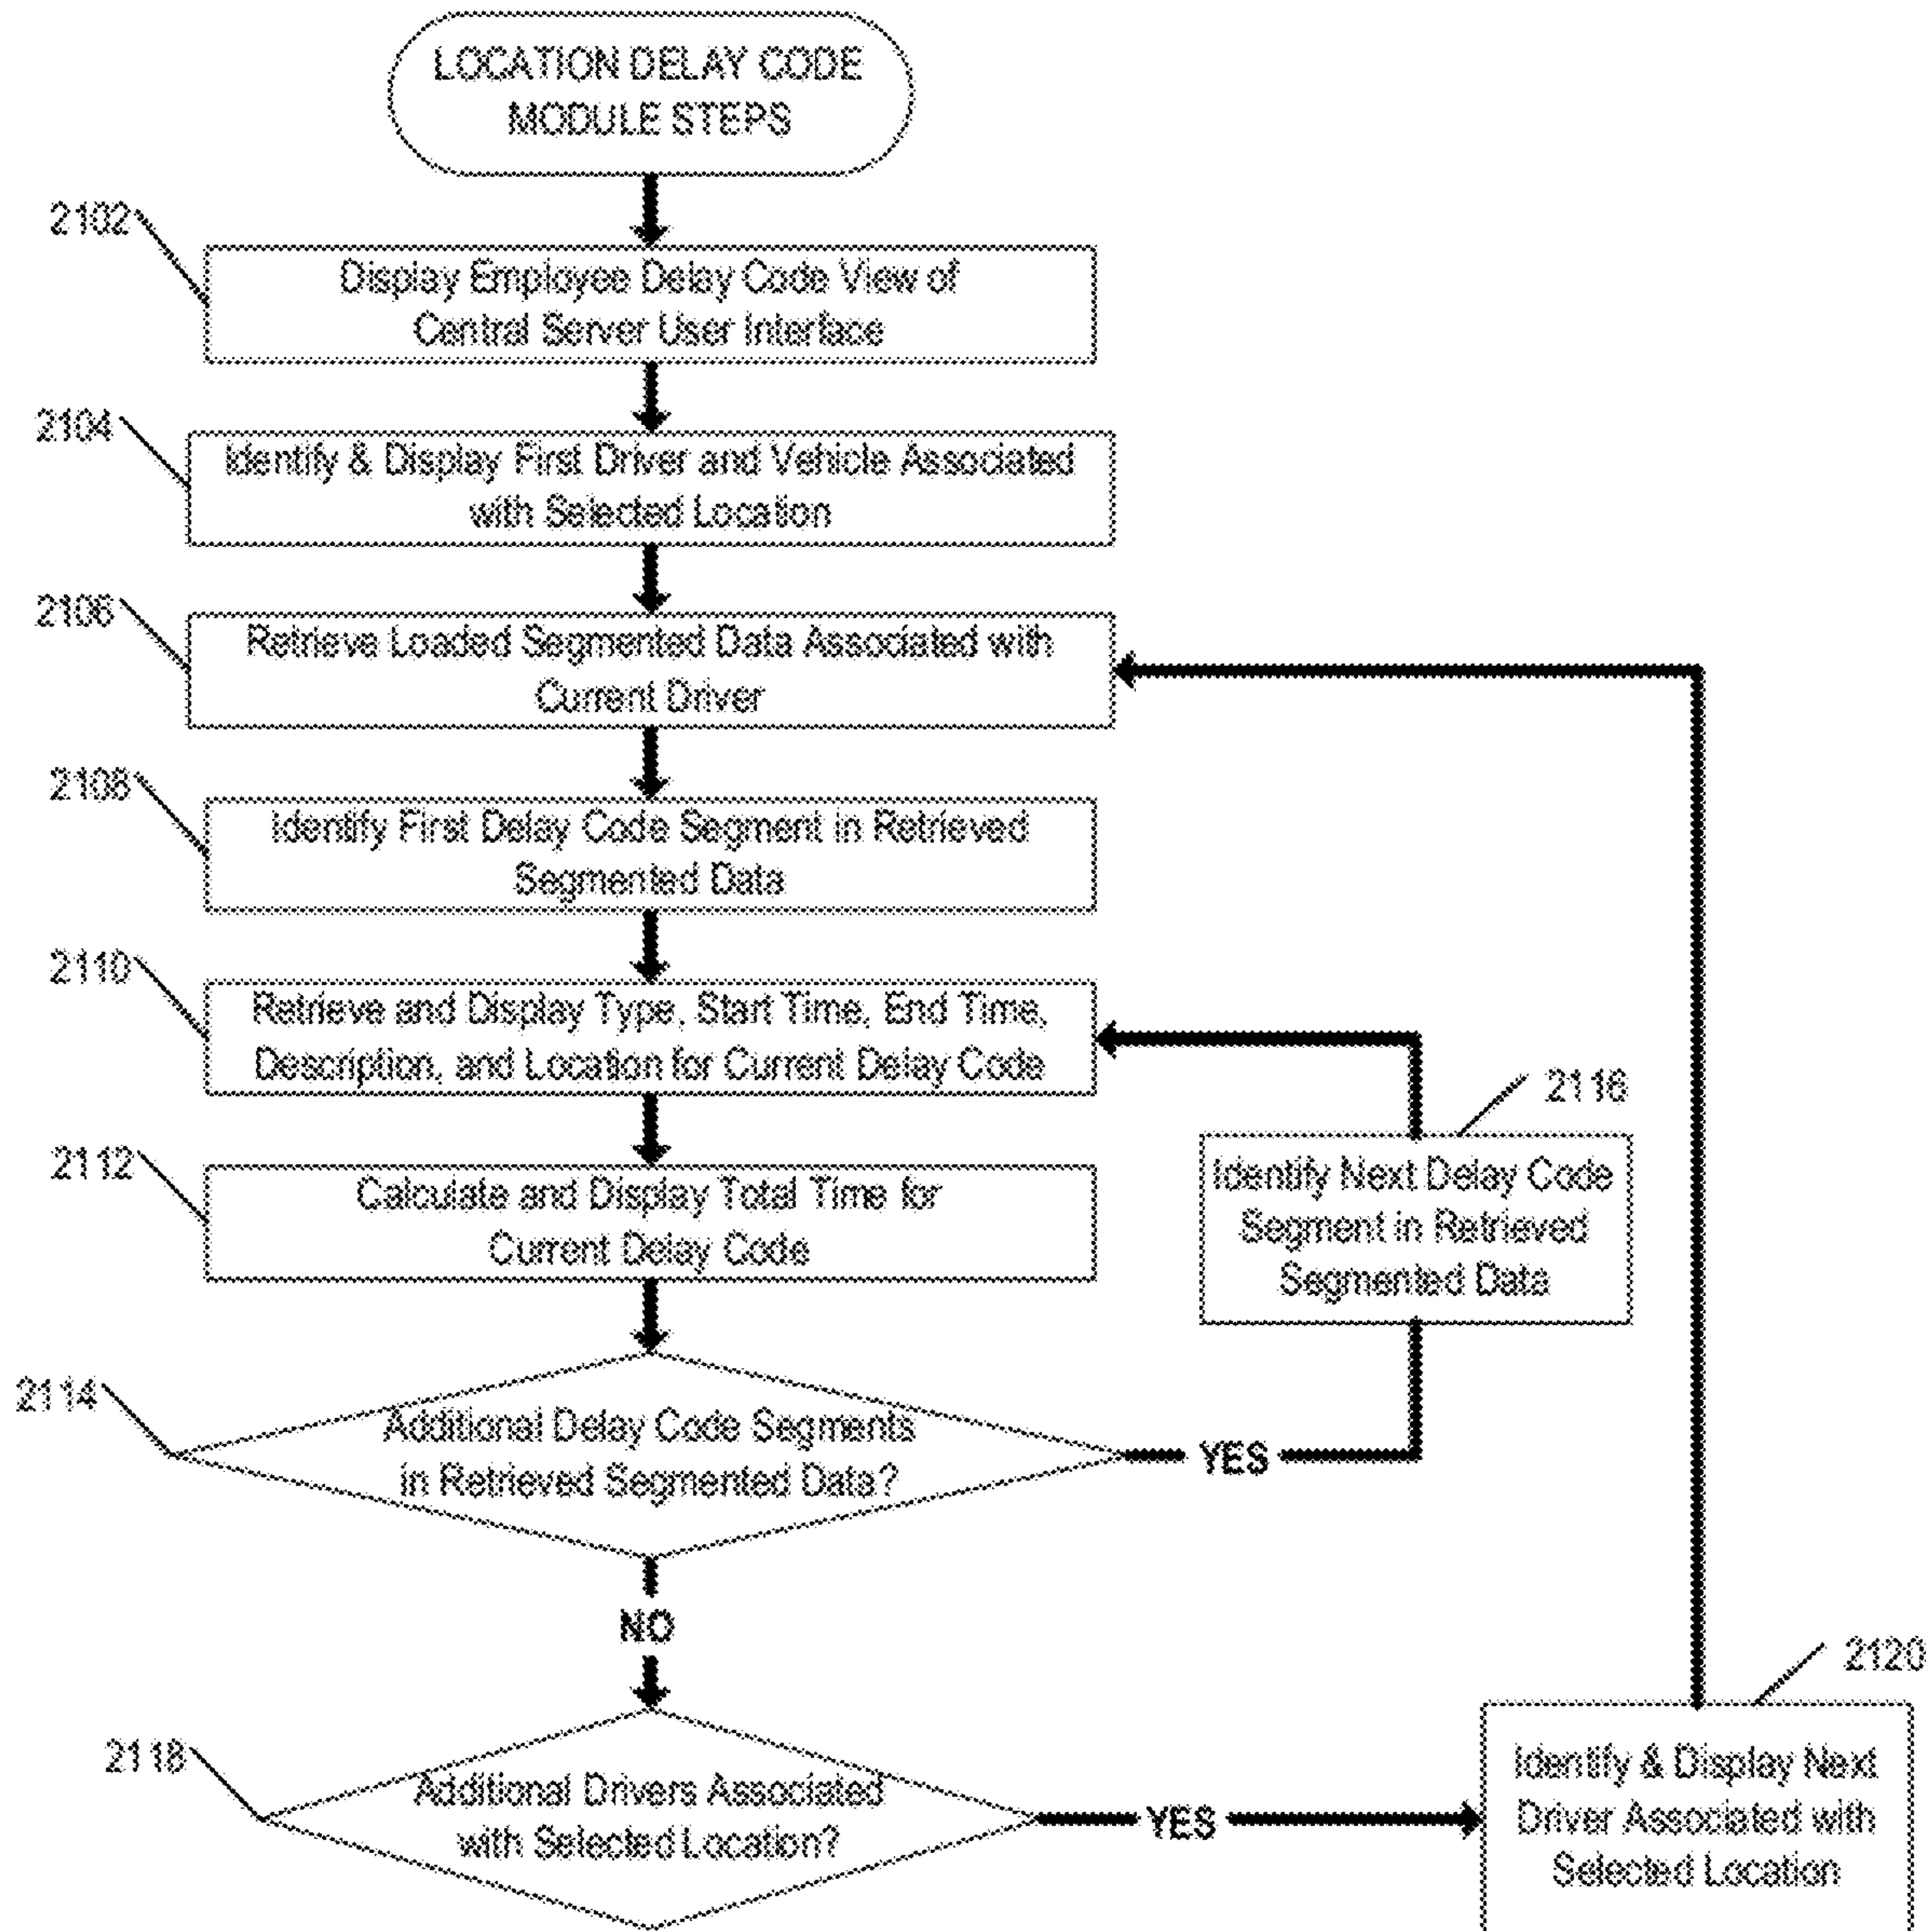 LOCATION DELAY CODE
MODULE STEPS
2102
Display Employee Delay Code View of
Central Server User Interface
2104
Identify & Display First Driver and Vehicle Associated
with Selected Location
2106
Retrieve Loaded Segmented Data Associated with
Current Driver
2108
Identify First Delay Code Segment in Retrieved
Segmented Data
2110
Retrieve and Display Type, Start Time, End Time,
Description, and Location for Current Delay Code
2116
Identify Next Delay Code
Segment in Retrieved
Segmented Data
2112
Calculate and Display Total Time for
Current Delay Code
2114
Additional Delay Code Segments
in Retrieved Segmented Data?
YES
NO
2118
Additional Drivers Associated
with Selected Location?
YES
2120
Identify & Display Next
Driver Associated with
Selected Location